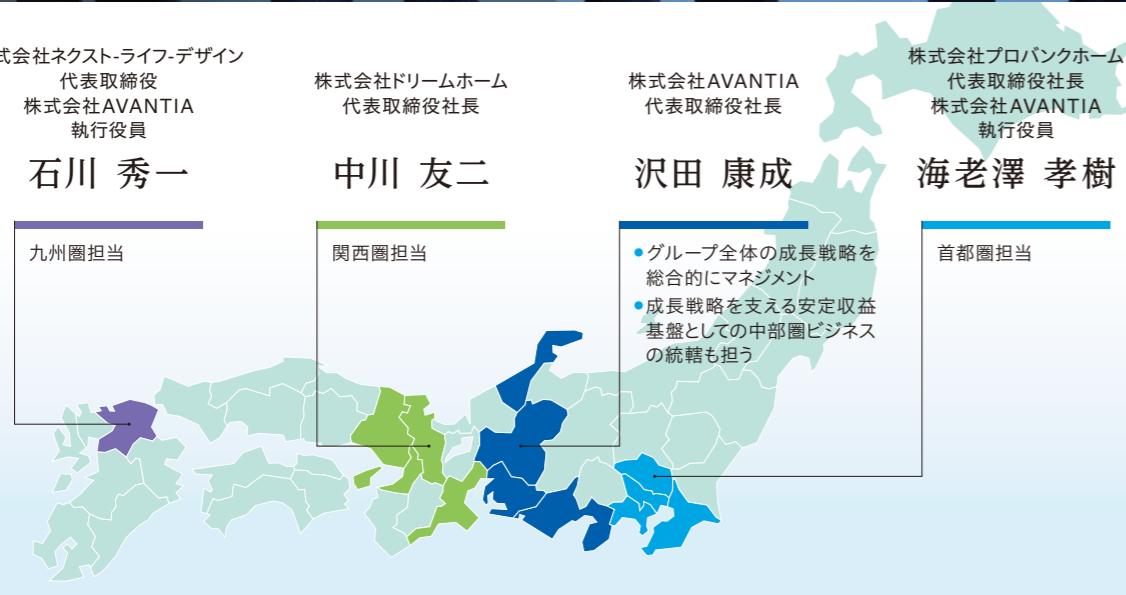 式会社ネクスト-ライフ-デザイン
代表取締役
株式会社AVANTIA
執行役員
石川 秀一
九州圏担当
株式会社ドリームホーム
代表取締役社長
中川 友二
関西圏担当
株式会社AVANTIA
代表取締役社長
沢田 康成
●グループ全体の成長戦略を
総合的にマネジメント
●成長戦略を支える安定収益
基盤としての中部圏ビジネス
の統轄も担う
株式会社プロバンクホーム
代表取締役社長
株式会社AVANTIA
執行役員
海老澤 孝樹
首都圏担当